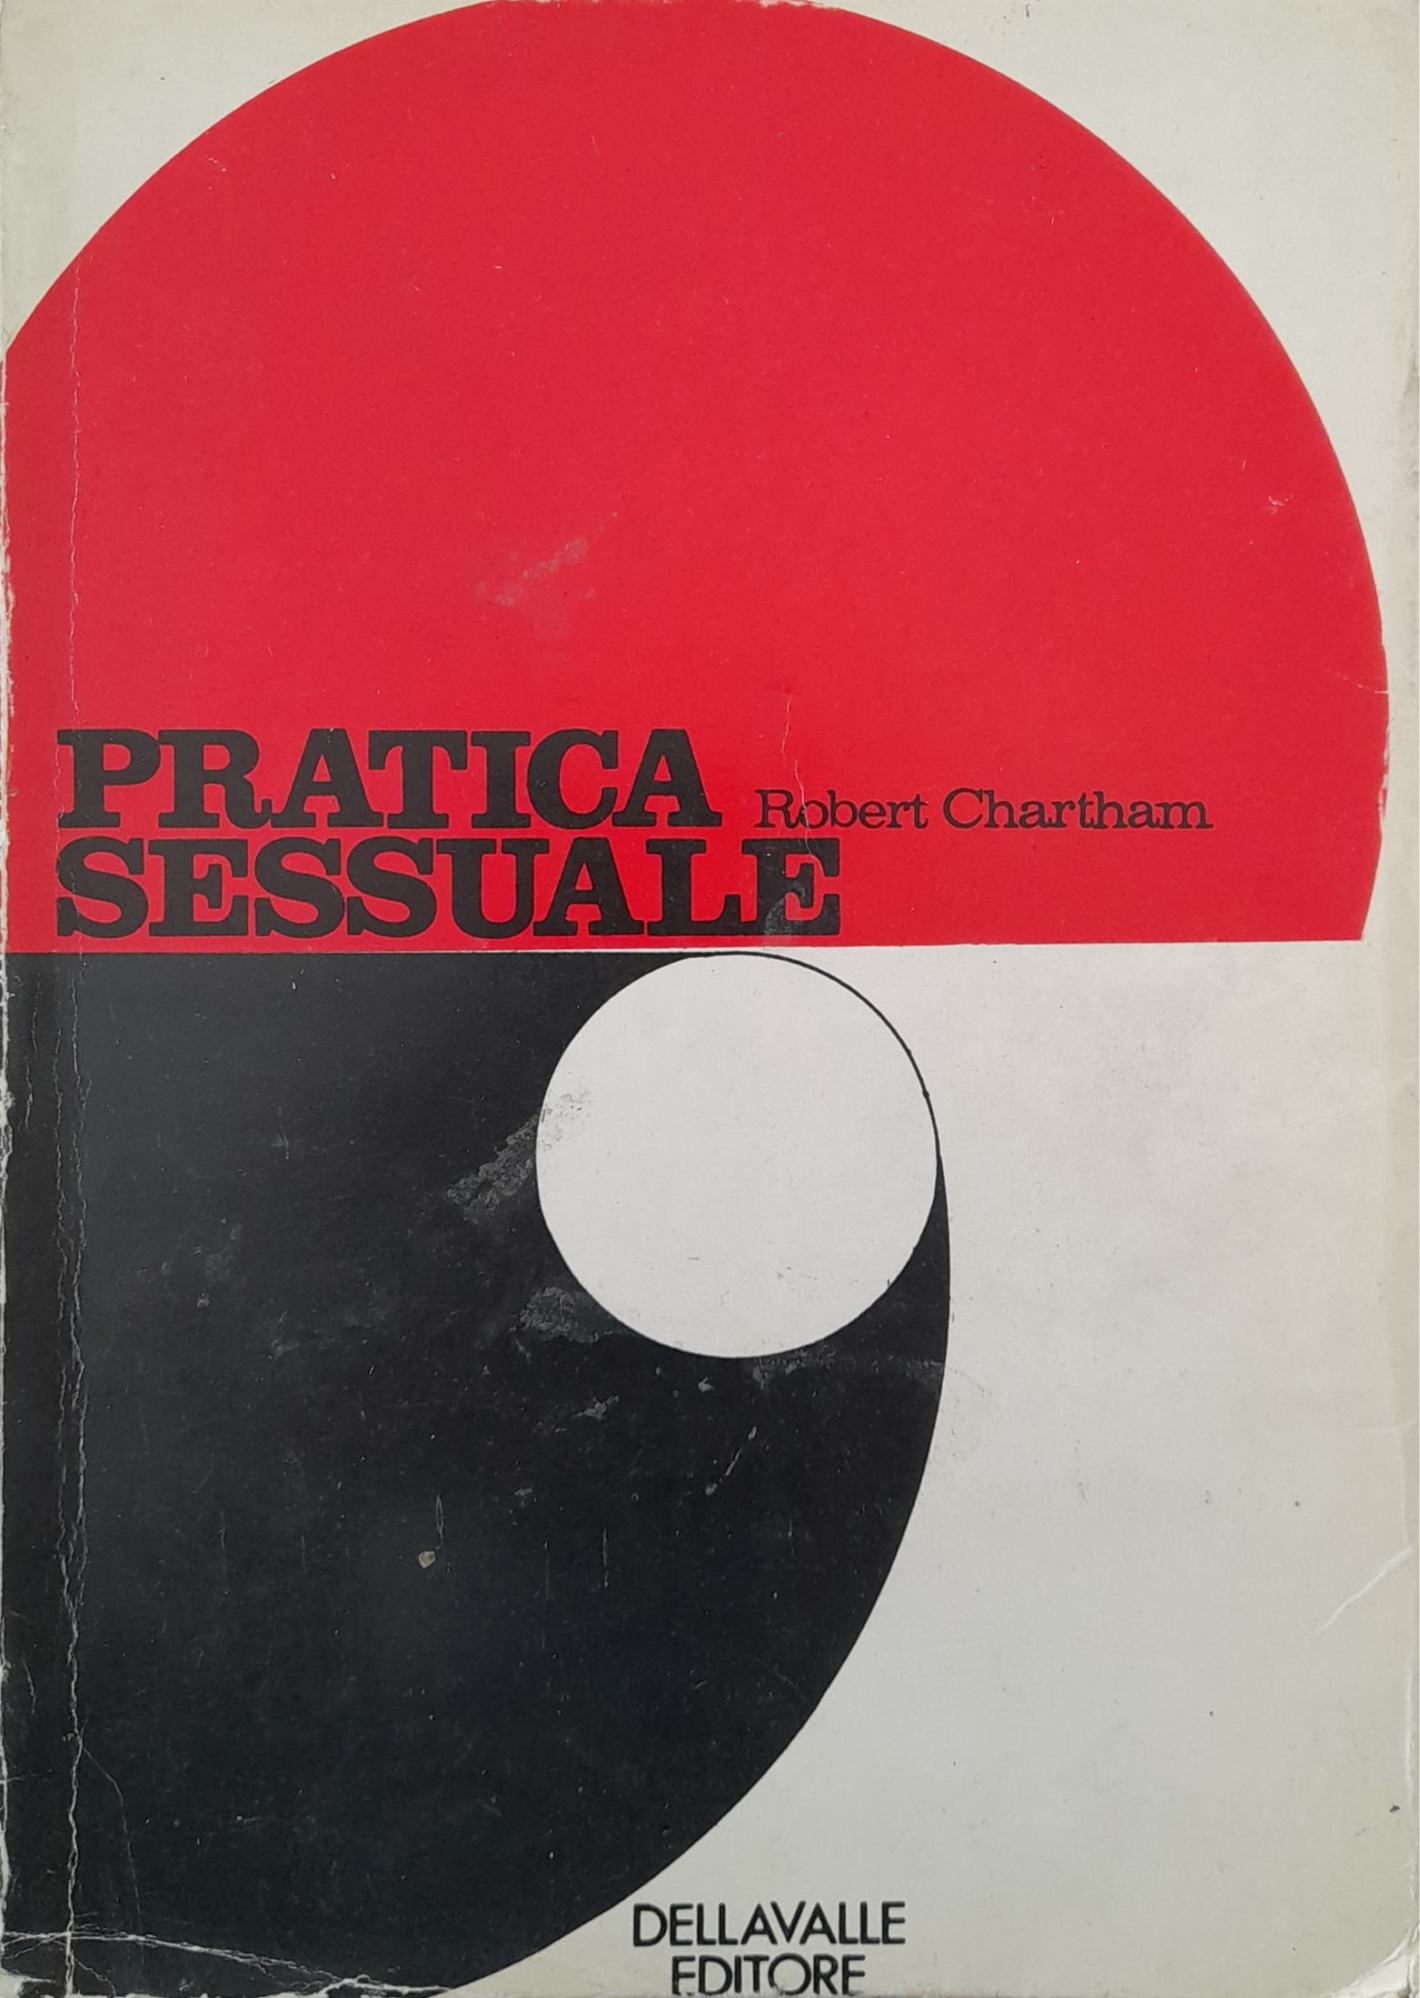 PRATICA
Robert Chartham
SESSUALE
DELLAVALLE
EDITORE